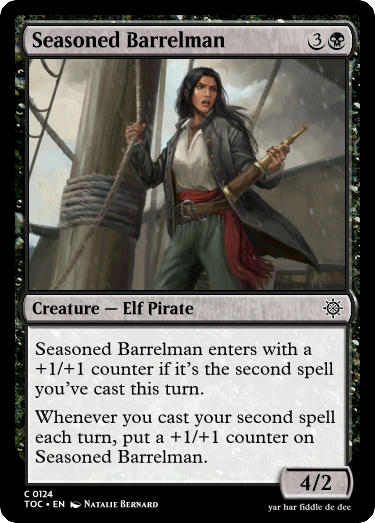 Seasoned Barrelman 3
Creature — Elf Pirate
Seasoned Barrelman enters with a
+1/+1 counter if it's the second spell
you've cast this turn.
Whenever you cast your second spell
each turn, put a +1/+1 counter on
Seasoned Barrelman.
4/2
C 0124
TOC • EN Natalie Bernard
yar har fiddle de dee